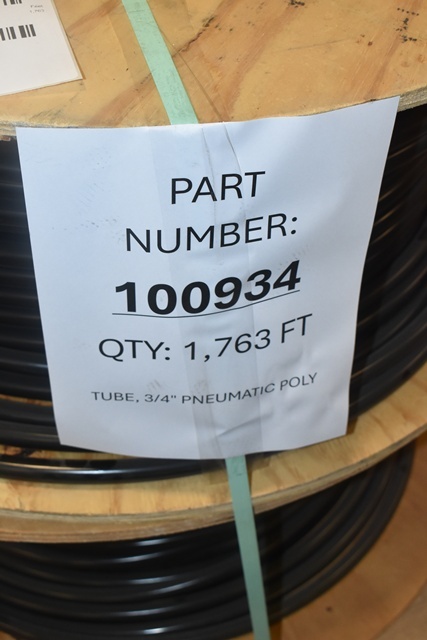 PART
NUMBER:
100934
QTY: 1,763 FT
TUBE, 3/4" PNEUMATIC POLY